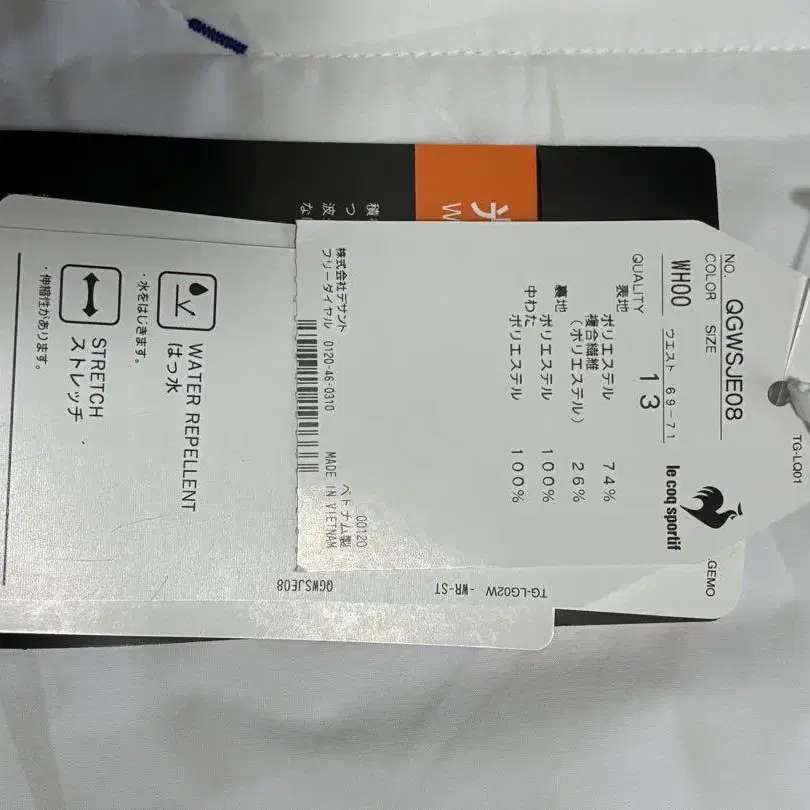 TG-LQ01
NO. QGWSJE08
COLOR SIZE
WH00 ウエスト 69-71
13
le coq sportif
QUALITY
表地
ポリエステル 74%
複合繊維 26%
(ポリエステル)
裏地
ポリエステル 100%
中わた
ポリエステル 100%
00120
株式会社デサント ベトナム製
フリーダイヤル 0120-46-0310 MADE IN VIETNAM
WATER REPELLENT
はっ水
・水をはじきます。
STRETCH
ストレッチ
・伸縮性があります。
TG-LG02W -WR-ST QGWSJE08
GEMO